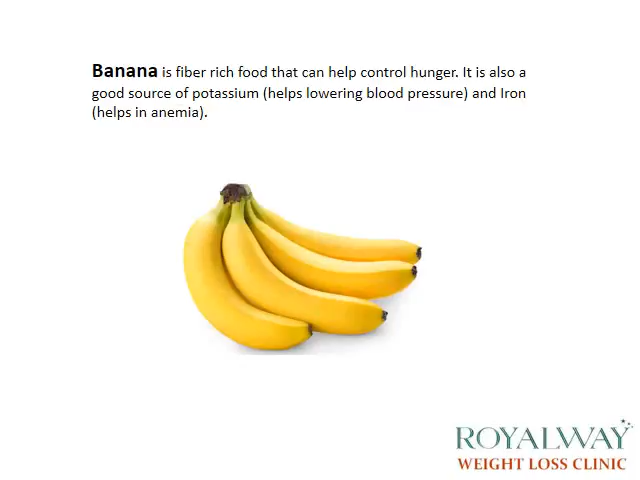 Banana is fiber rich food that can help control hunger. It is also a
good source of potassium (helps lowering blood pressure) and Iron
(helps in anemia).
ROYALWAY
WEIGHT LOSS CLINIC